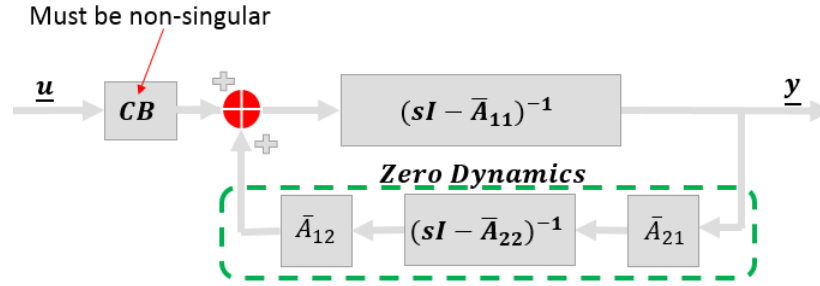 Must be non-singular
u
CB
(sI − Ā₁₁)⁻¹
y
Zero Dynamics
Ā₁₂
(sI − Ā₂₂)⁻¹
Ā₂₁